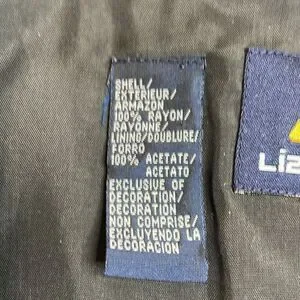 SHELL/
EXTERIEUR/
ARMAZON
100% RAYON/
RAYONNE/
LINING/DOUBLURE/
FORRO
100% ACETATE/
ACETATO
EXCLUSIVE OF
DECORATION/
DECORATION
NON COMPRISE/
EXCLUYENDO LA
DECORACION
Liz